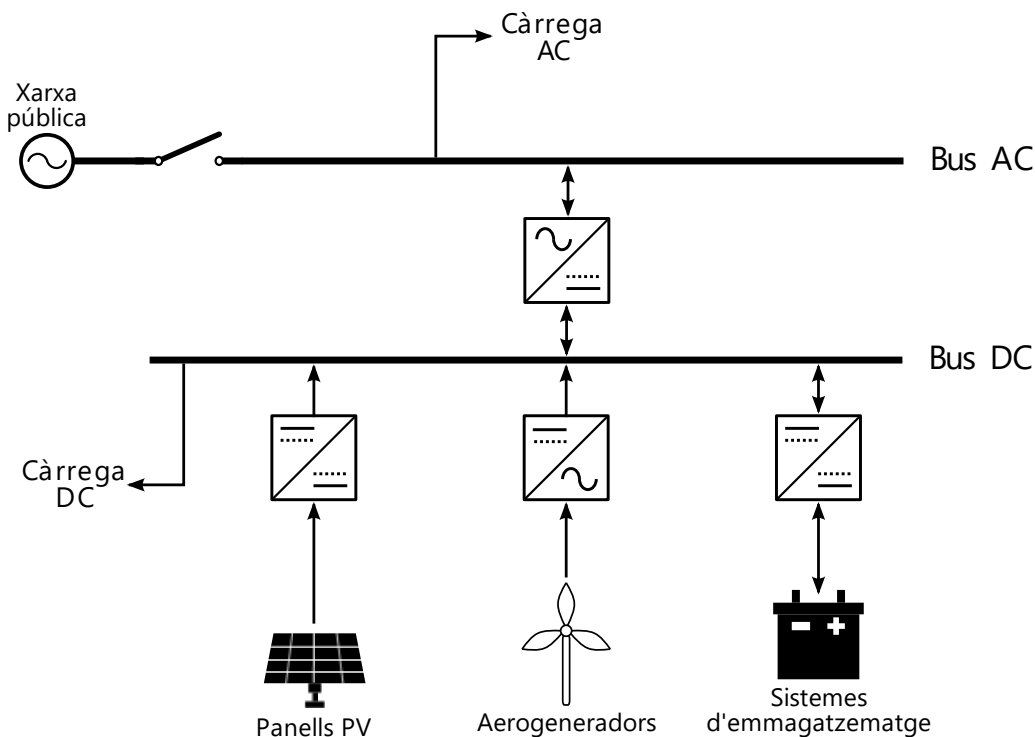 Càrrega
AC
Xarxa
pública
Bus AC
Bus DC
Càrrega
DC
Panells PV
Aerogeneradors
Sistemes
d'emmagatzematge